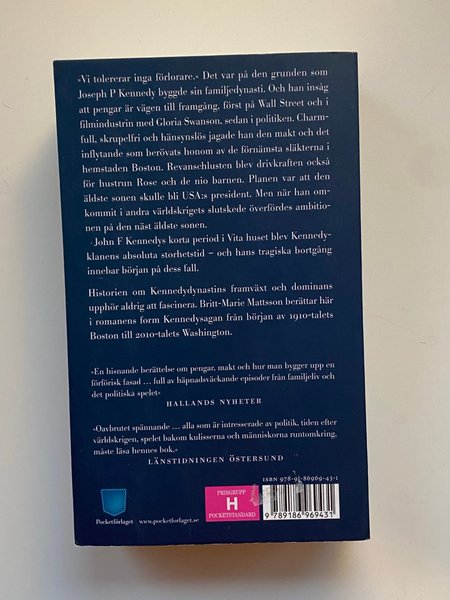 »Vi tolererar inga förlorare.« Det var på den grunden som
Joseph P Kennedy byggde sin familjedynasti. Och han insåg
att pengar är vägen till framgång, först på Wall Street och i
filmindustrin med Gloria Swanson, sedan i politiken. Charm-
full, skrupelfri och hänsynslös jagade han den makt och det
inflytande som berövats honom av de förnämsta släkterna i
hemstaden Boston. Revanschlusten blev drivkraften också
för hustrun Rose och de nio barnen. Planen var att den
äldste sonen skulle bli USA:s president. Men när han om-
kommit i andra världskrigets slutskede överfördes ambitio-
nen på den näst äldste sonen.
John F Kennedys korta period i Vita huset blev Kennedy-
klanens absoluta storhetstid – och hans tragiska bortgång
innebar början på dess fall.
Historien om Kennedydynastins framväxt och dominans
upphör aldrig att fascinera. Britt-Marie Mattsson berättar här
i romanens form Kennedysagan från början av 1910-talets
Boston till 2010-talets Washington.
»En hisnande berättelse om pengar, makt och hur man bygger upp en
förförisk fasad ... full av häpnadsväckande episoder från familjeliv och
det politiska spelet»
HALLANDS NYHETER
»Oavbrutet spännande ... alla som är intresserade av politik, tiden efter
världskrigen, spelet bakom kulisserna och människorna runtomkring,
måste läsa hennes bok.»
LÄNSTIDNINGEN ÖSTERSUND
ISBN 978-91-86969-43-1
PRISGRUPP
H
POCKETSTANDARD
9 789186 969431
Pocketförlaget www.pocketforlaget.se